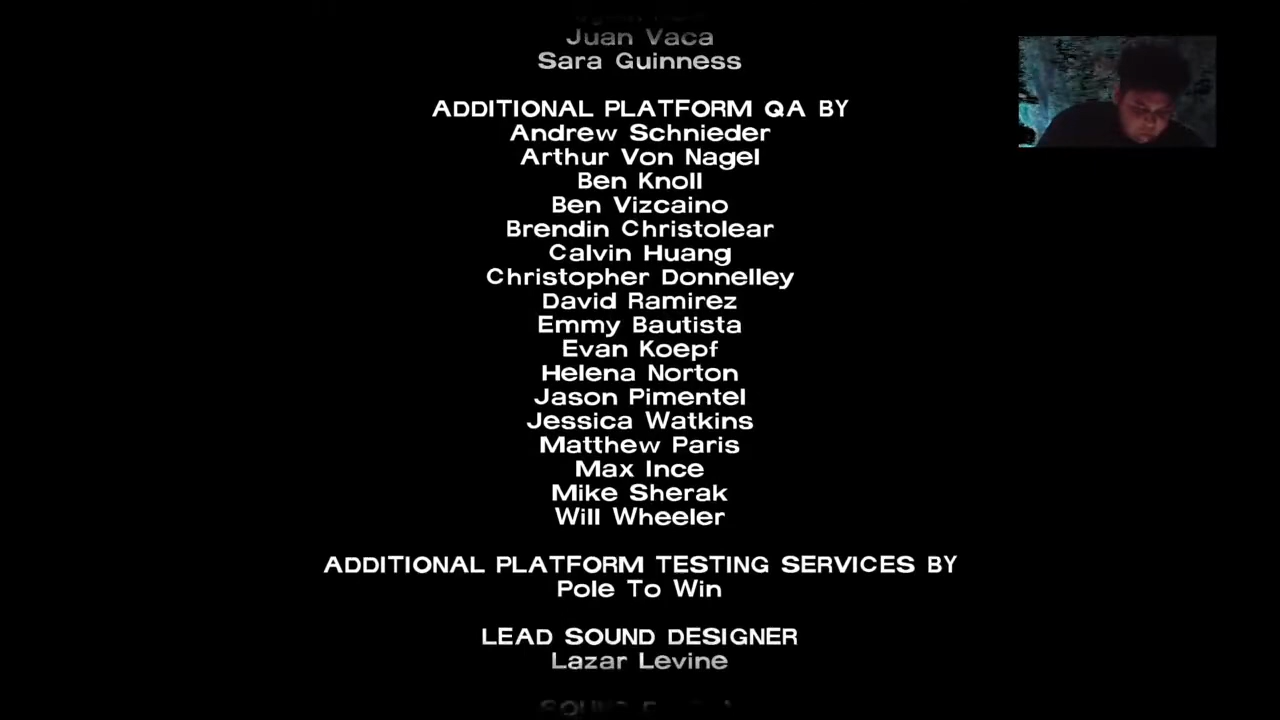 Juan Vaca
Sara Guinness
ADDITIONAL PLATFORM QA BY
Andrew Schnieder
Arthur Von Nagel
Ben Knoll
Ben Vizcaino
Brendin Christolear
Calvin Huang
Christopher Donnelley
David Ramirez
Emmy Bautista
Evan Koepf
Helena Norton
Jason Pimentel
Jessica Watkins
Matthew Paris
Max Ince
Mike Sherak
Will Wheeler
ADDITIONAL PLATFORM TESTING SERVICES BY
Pole To Win
LEAD SOUND DESIGNER
Lazar Levine